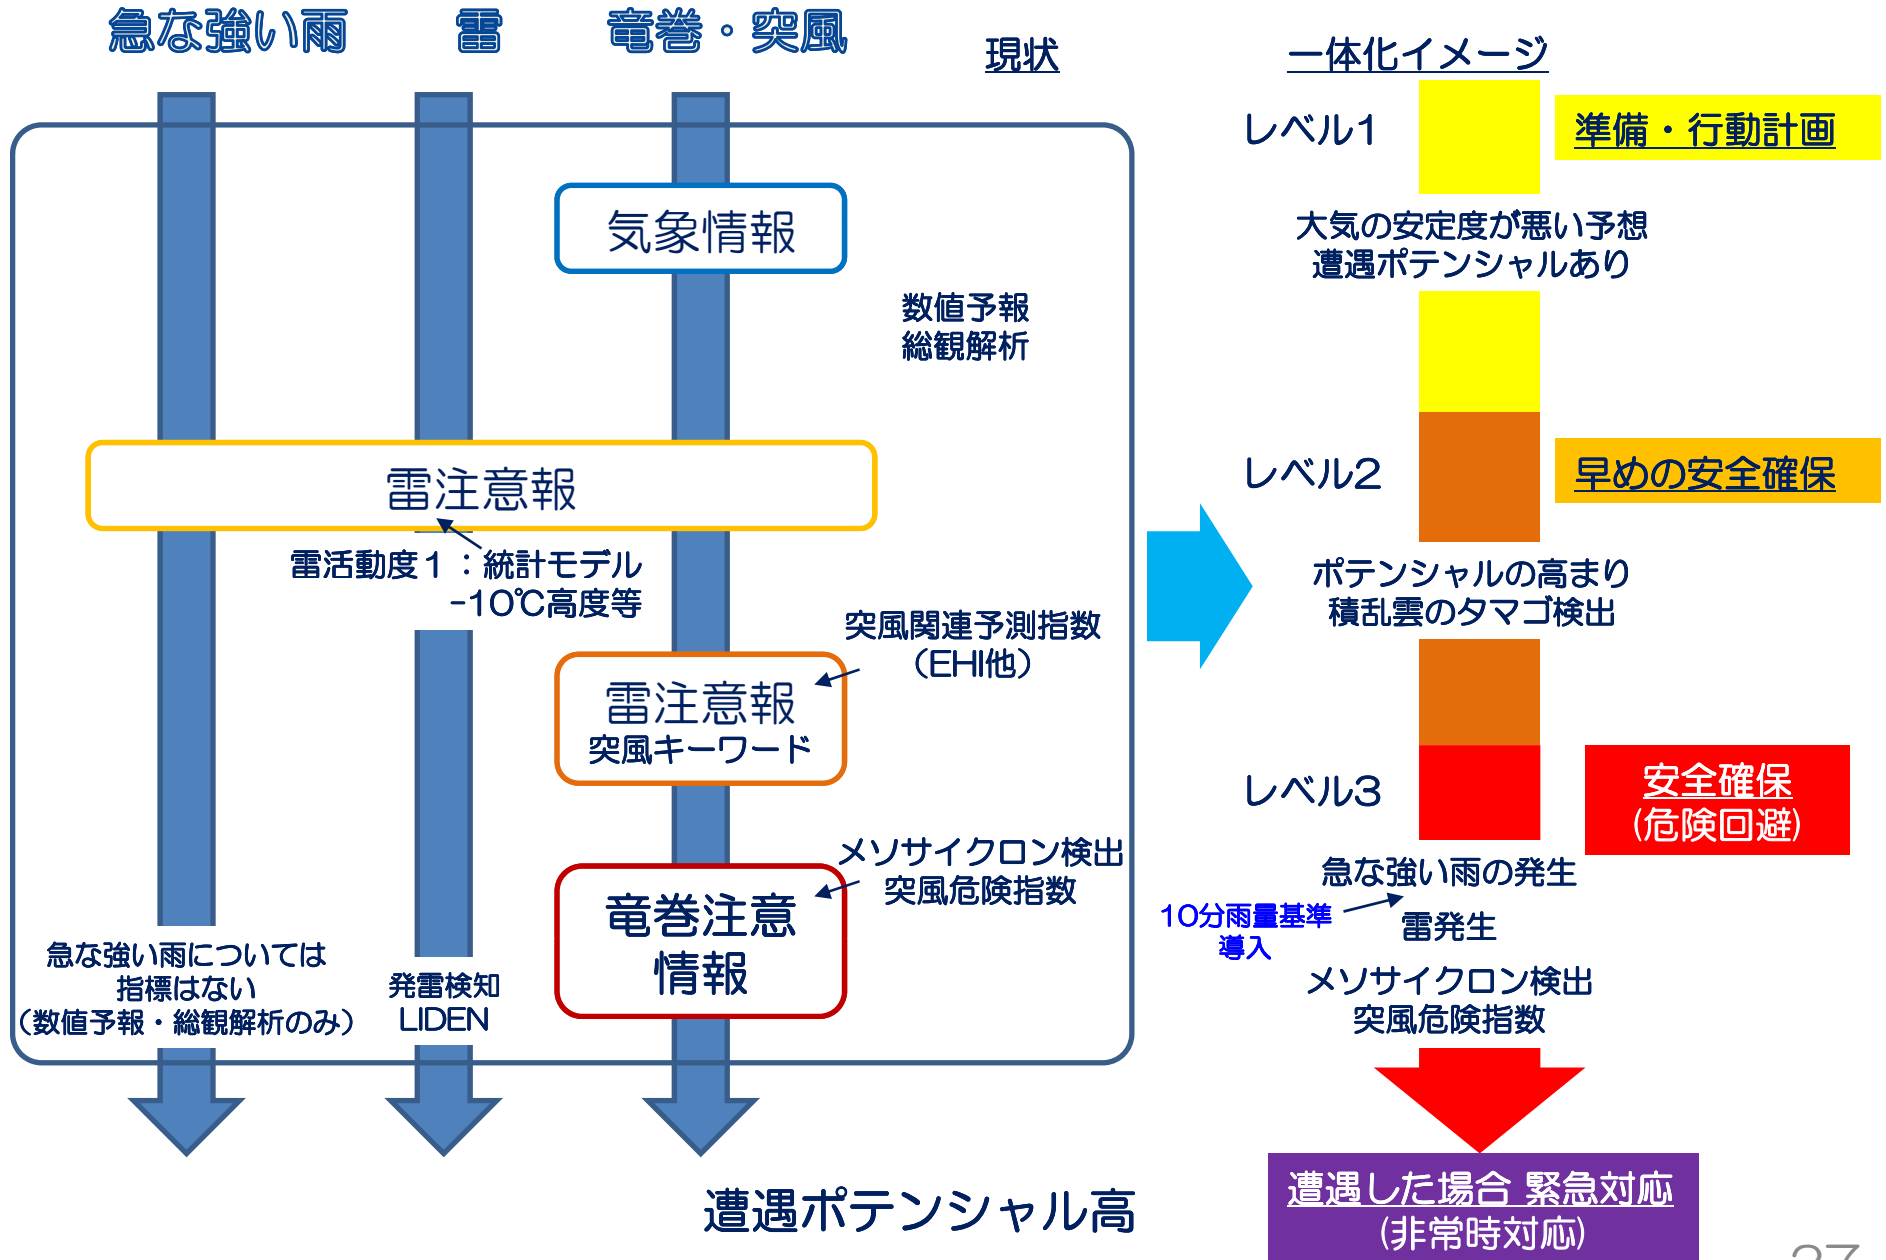 急な強い雨
雷
竜巻・突風
現状
気象情報
数値予報
総観解析
雷注意報
雷活動度１：統計モデル
-10℃高度等
突風関連予測指数
（EHI他）
雷注意報
突風キーワード
メソサイクロン検出
突風危険指数
竜巻注意
情報
急な強い雨については
指標はない
（数値予報・総観解析のみ）
発雷検知
LIDEN
遭遇ポテンシャル高
一体化イメージ
レベル1
準備・行動計画
大気の安定度が悪い予想
遭遇ポテンシャルあり
レベル2
早めの安全確保
ポテンシャルの高まり
積乱雲のタマゴ検出
レベル3
安全確保
(危険回避)
急な強い雨の発生
10分雨量基準
導入
雷発生
メソサイクロン検出
突風危険指数
遭遇した場合 緊急対応
(非常時対応)
27